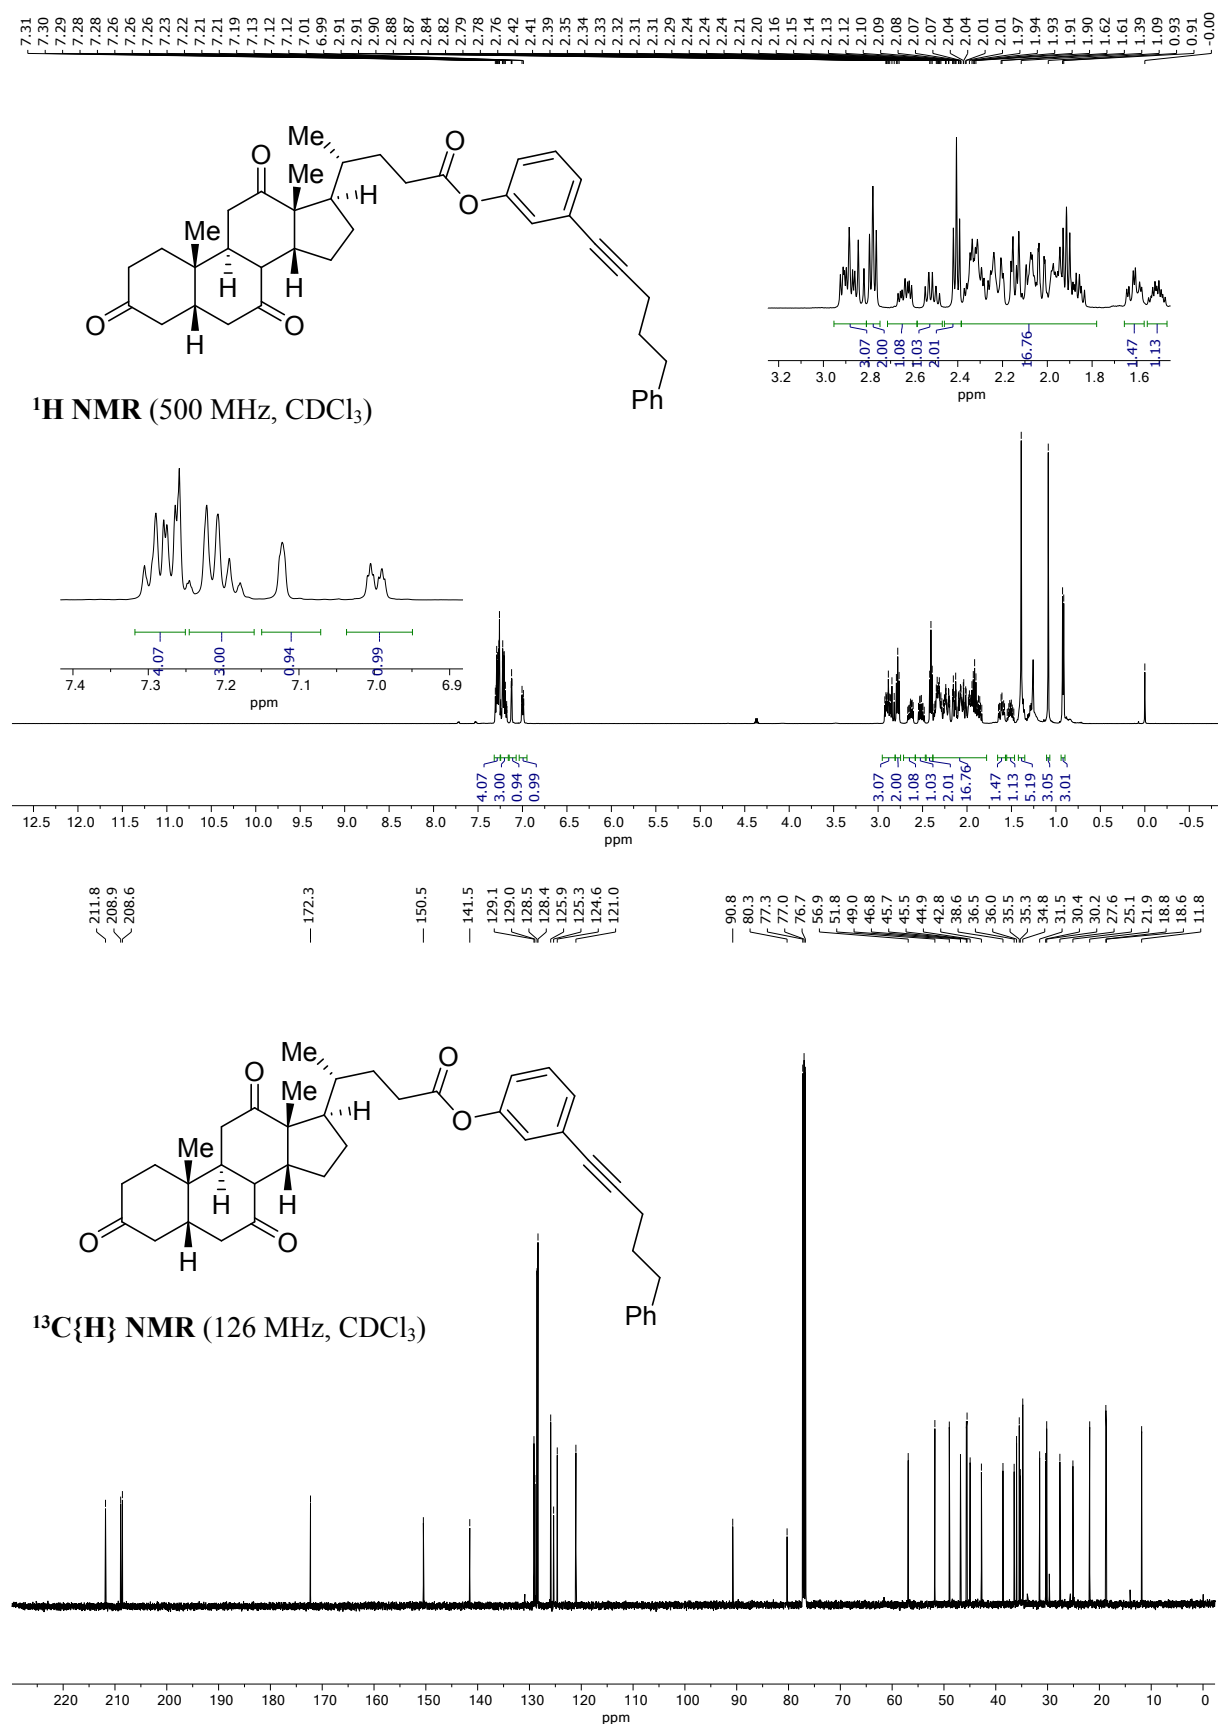 7.31 7.30 7.29 7.28 7.28 7.28 7.26 7.26 7.26 7.23 7.22 7.22 7.21 7.21 7.19 7.13 7.12 7.12 7.01 6.99 2.91 2.91 2.90 2.88 2.87 2.84 2.82 2.79 2.78 2.76 2.42 2.41 2.39 2.35 2.34 2.33 2.32 2.31 2.31 2.29 2.24 2.24 2.24 2.21 2.20 2.16 2.15 2.14 2.13 2.12 2.10 2.09 2.08 2.07 2.07 2.04 2.04 2.01 2.01 1.97 1.94 1.93 1.91 1.90 1.62 1.61 1.39 1.09 0.93 0.91 -0.00
Me
O
O
Me
H
O
Me
H
H
O
O
H
Ph
3.07 2.00 1.08 1.03 2.01 16.76 1.47 1.13
3.2 3.0 2.8 2.6 2.4 2.2 2.0 1.8 1.6
ppm
¹H NMR (500 MHz, CDCl₃)
4.07 3.00 0.94 0.99
7.4 7.3 7.2 7.1 7.0 6.9
ppm
4.07 3.00 0.94 0.99 3.07 2.00 1.08 1.03 2.01 16.76 1.47 1.13 5.19 3.05 3.01
12.5 12.0 11.5 11.0 10.5 10.0 9.5 9.0 8.5 8.0 7.5 7.0 6.5 6.0 5.5 5.0 4.5 4.0 3.5 3.0 2.5 2.0 1.5 1.0 0.5 0.0 -0.5
ppm
211.8 208.9 208.6 172.3 150.5 141.5 129.1 129.0 128.5 128.4 125.9 125.3 124.6 121.0 90.8 80.3 77.3 77.0 76.7 56.9 51.8 49.0 46.8 45.7 45.5 44.9 42.8 38.6 36.5 36.0 35.5 35.3 34.8 31.5 30.4 30.2 27.6 25.1 21.9 18.8 18.6 11.8
Me
O
O
Me
H
O
Me
H
H
O
O
H
Ph
¹³C{H} NMR (126 MHz, CDCl₃)
220 210 200 190 180 170 160 150 140 130 120 110 100 90 80 70 60 50 40 30 20 10 0
ppm